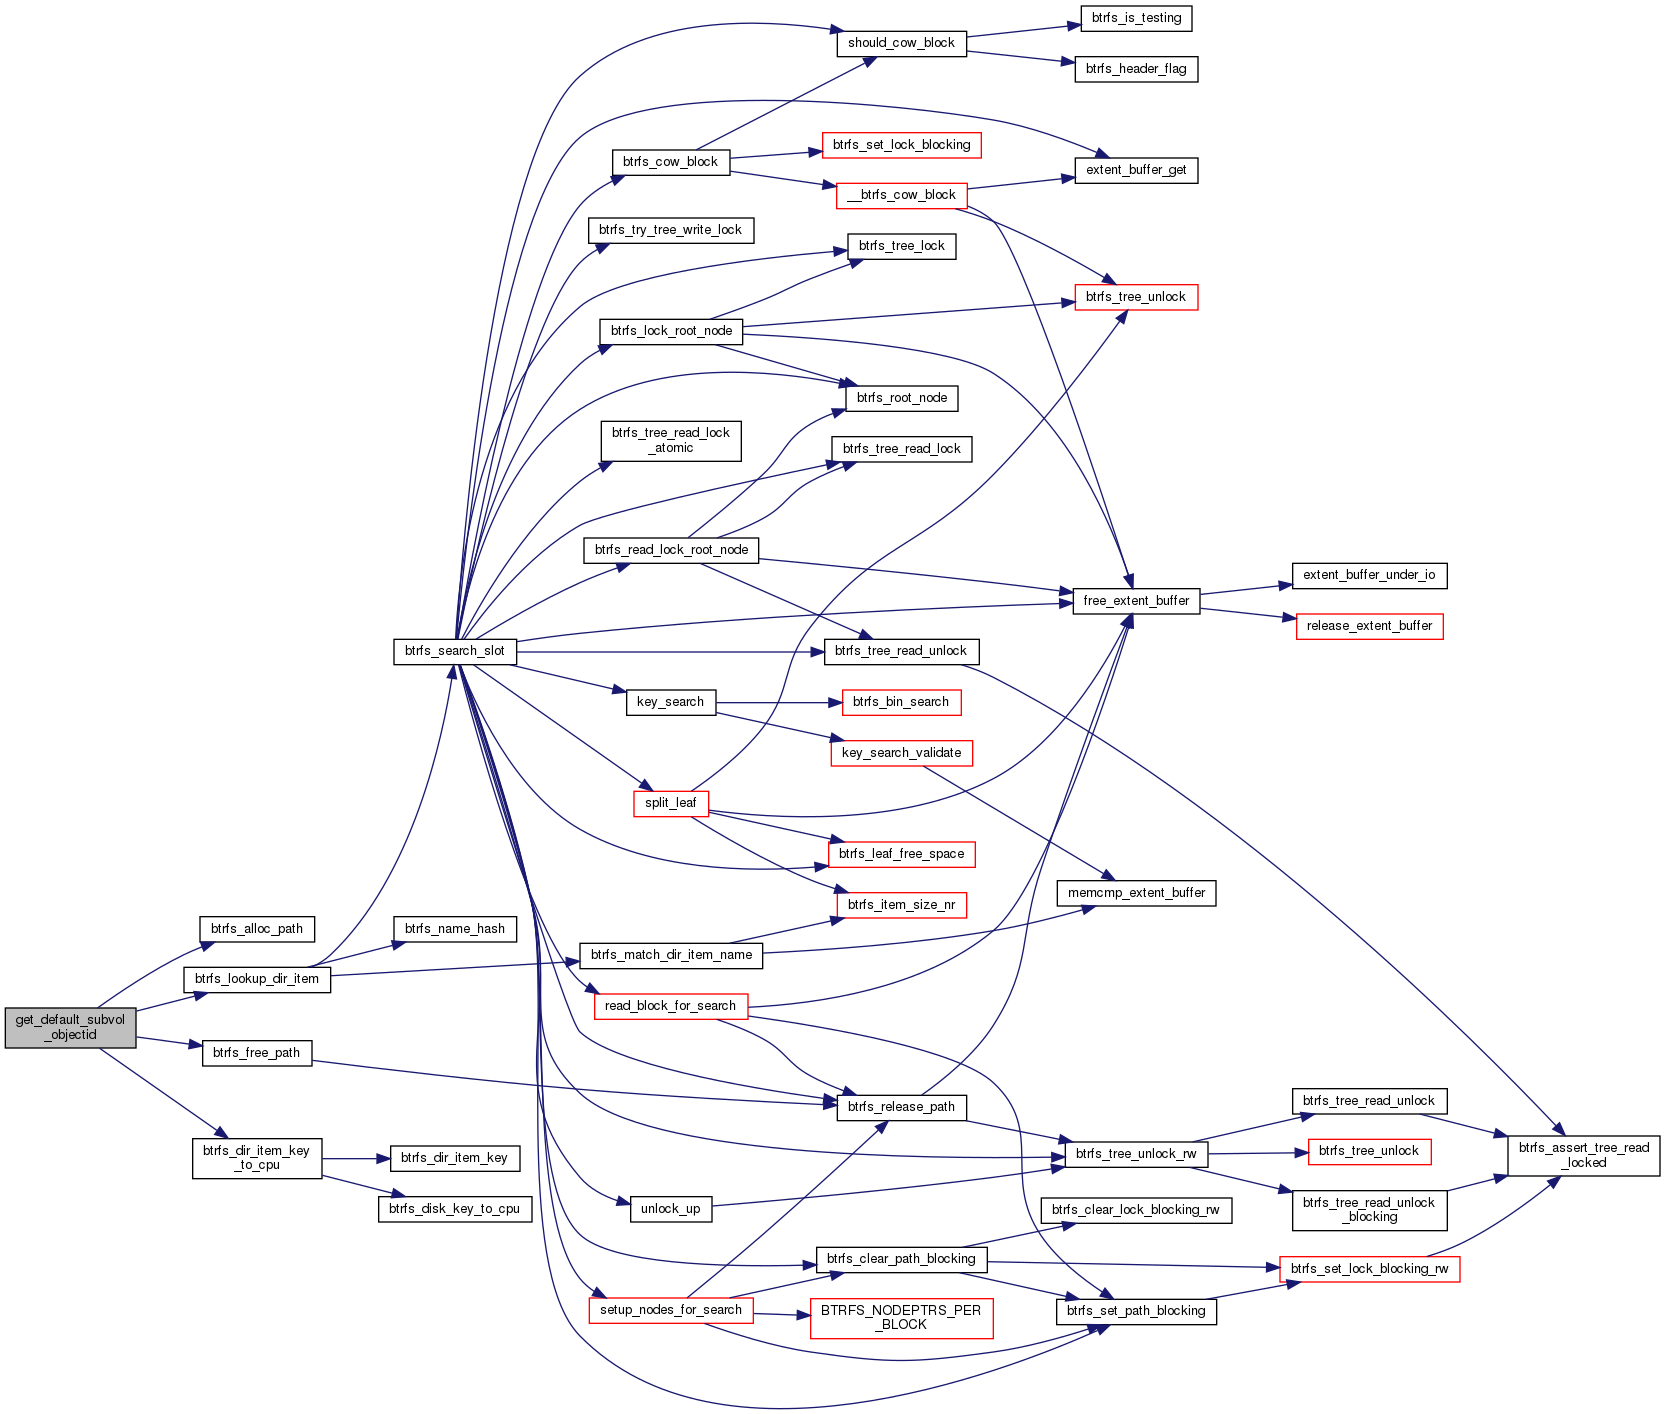 btrfs_is_testing
should_cow_block
btrfs_header_flag
btrfs_set_lock_blocking
btrfs_cow_block
extent_buffer_get
__btrfs_cow_block
btrfs_try_tree_write_lock
btrfs_tree_lock
btrfs_tree_unlock
btrfs_lock_root_node
btrfs_root_node
btrfs_tree_read_lock
_atomic
btrfs_tree_read_lock
btrfs_read_lock_root_node
extent_buffer_under_io
free_extent_buffer
release_extent_buffer
btrfs_search_slot
btrfs_tree_read_unlock
key_search
btrfs_bin_search
key_search_validate
split_leaf
btrfs_leaf_free_space
memcmp_extent_buffer
btrfs_item_size_nr
btrfs_alloc_path
btrfs_name_hash
btrfs_match_dir_item_name
btrfs_lookup_dir_item
read_block_for_search
get_default_subvol
_objectid
btrfs_free_path
btrfs_release_path
btrfs_tree_read_unlock
btrfs_dir_item_key
_to_cpu
btrfs_dir_item_key
btrfs_tree_unlock_rw
btrfs_tree_unlock
btrfs_assert_tree_read
_locked
btrfs_disk_key_to_cpu
unlock_up
btrfs_clear_lock_blocking_rw
btrfs_tree_read_unlock
_blocking
btrfs_clear_path_blocking
btrfs_set_lock_blocking_rw
setup_nodes_for_search
BTRFS_NODEPTRS_PER
_BLOCK
btrfs_set_path_blocking